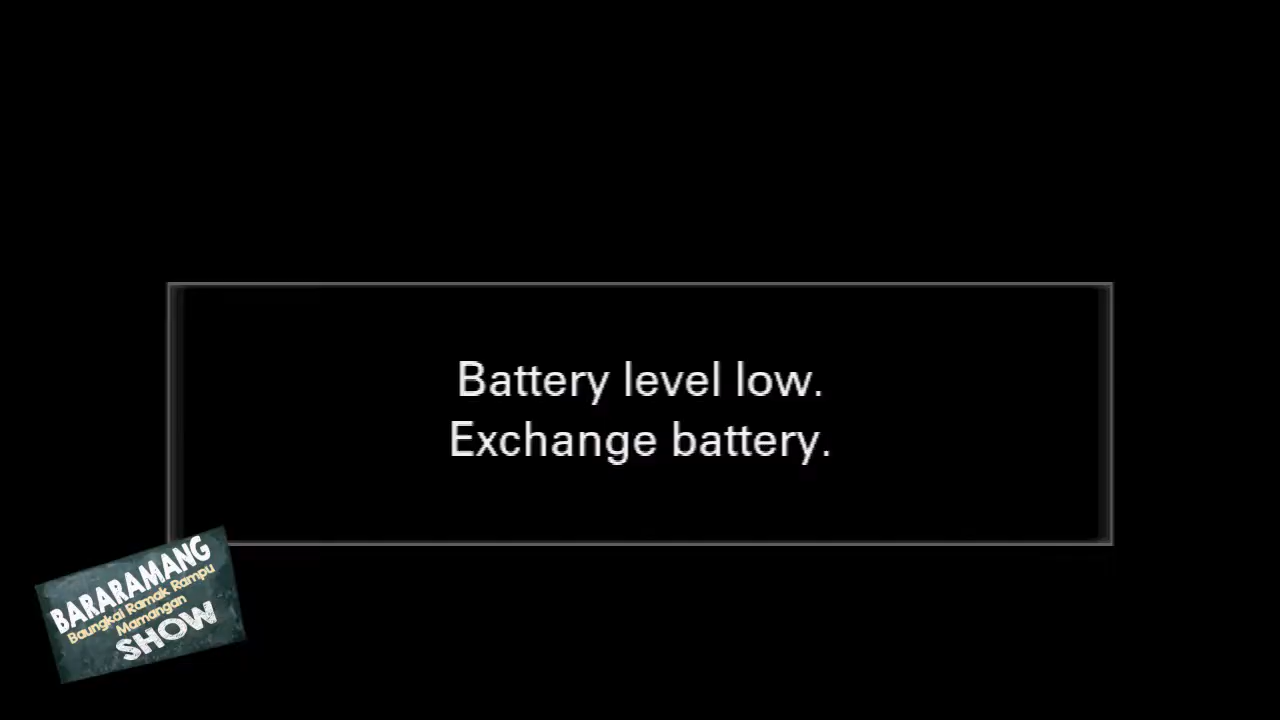 Battery level low.
Exchange battery.
BARARAMANG
Baungkai Ramak Rampu
Mamangan
SHOW